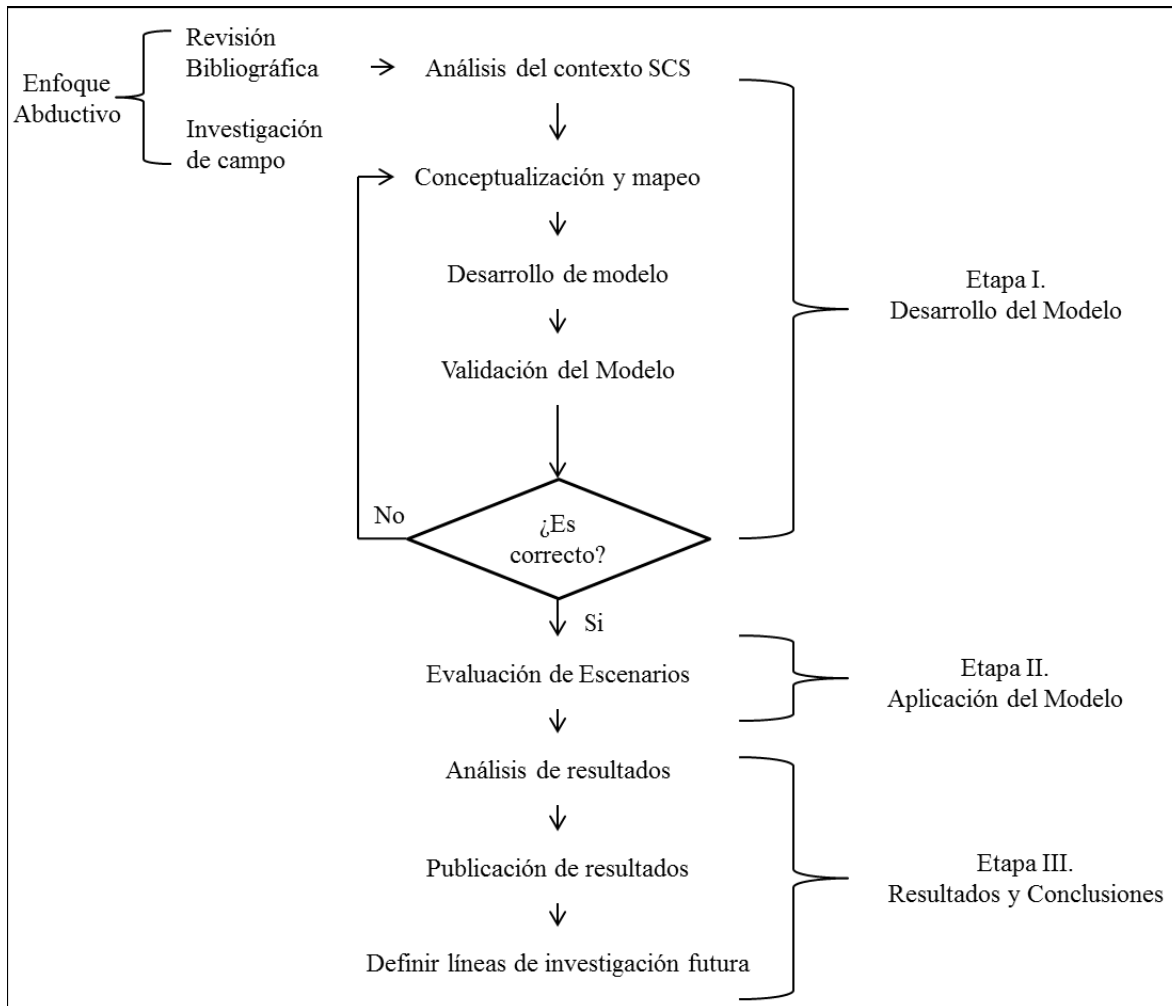 Enfoque
Abductivo
Revisión
Bibliográfica
Investigación
de campo
Análisis del contexto SCS
Conceptualización y mapeo
Desarrollo de modelo
Validación del Modelo
¿Es
correcto?
No
Si
Etapa I.
Desarrollo del Modelo
Evaluación de Escenarios
Etapa II.
Aplicación del Modelo
Análisis de resultados
Publicación de resultados
Definir líneas de investigación futura
Etapa III.
Resultados y Conclusiones